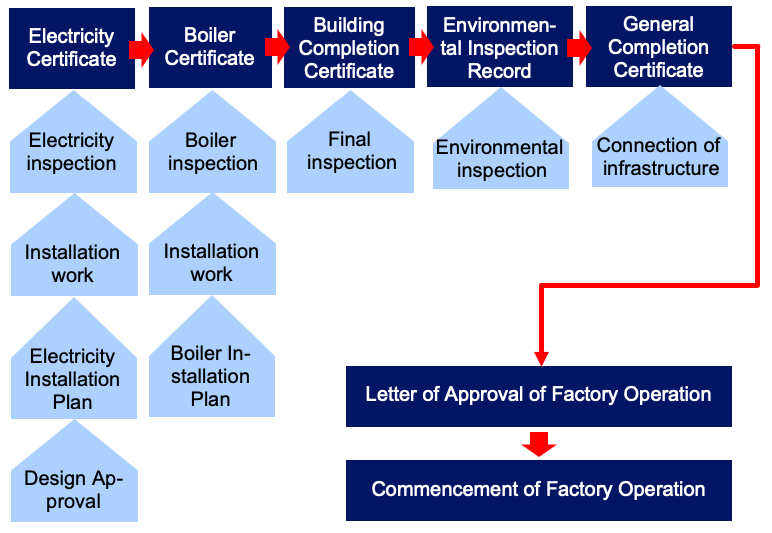 Electricity
Certificate
Boiler
Certificate
Building
Completion
Certificate
Environmen-
tal Inspection
Record
General
Completion
Certificate
Electricity
inspection
Boiler
inspection
Final
inspection
Environmental
inspection
Connection of
infrastructure
Installation
work
Installation
work
Electricity
Installation
Plan
Boiler In-
stallation
Plan
Design Ap-
proval
Letter of Approval of Factory Operation
Commencement of Factory Operation